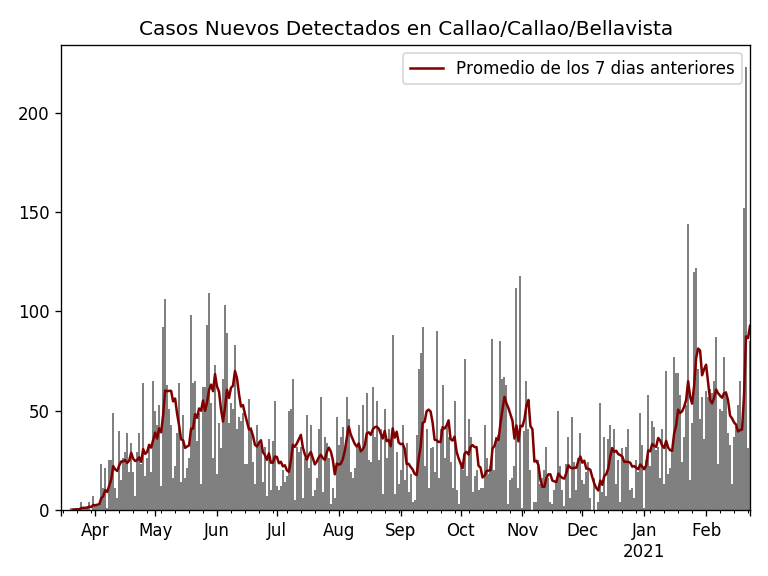 Casos Nuevos Detectados en Callao/Callao/Bellavista
Promedio de los 7 dias anteriores
200
150
100
50
0
Apr May Jun Jul Aug Sep Oct Nov Dec Jan Feb
2021